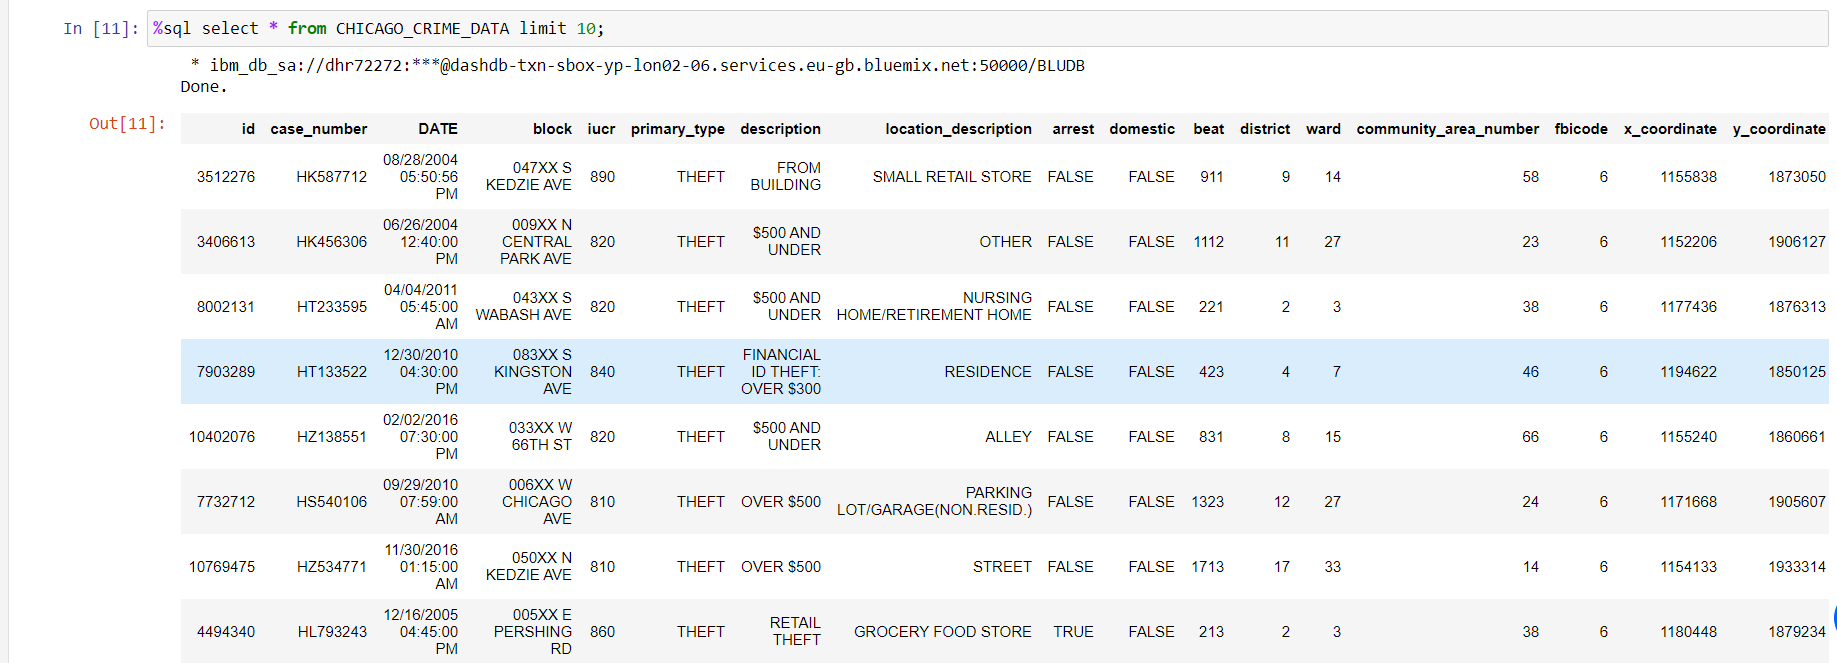 In [11]: %sql select * from CHICAGO_CRIME_DATA limit 10;
* ibm_db_sa://dhr72272:***@dashdb-txn-sbox-yp-lon02-06.services.eu-gb.bluemix.net:50000/BLUDB
Done.
Out[11]:
id case_number DATE block iucr primary_type description location_description arrest domestic beat district ward community_area_number fbicode x_coordinate y_coordinate
3512276 HK587712 08/28/2004 05:50:56 PM 047XX S KEDZIE AVE 890 THEFT FROM BUILDING SMALL RETAIL STORE FALSE FALSE 911 9 14 58 6 1155838 1873050
3406613 HK456306 06/26/2004 12:40:00 PM 009XX N CENTRAL PARK AVE 820 THEFT $500 AND UNDER OTHER FALSE FALSE 1112 11 27 23 6 1152206 1906127
8002131 HT233595 04/04/2011 05:45:00 AM 043XX S WABASH AVE 820 THEFT $500 AND UNDER NURSING HOME/RETIREMENT HOME FALSE FALSE 221 2 3 38 6 1177436 1876313
7903289 HT133522 12/30/2010 04:30:00 PM 083XX S KINGSTON AVE 840 THEFT FINANCIAL ID THEFT: OVER $300 RESIDENCE FALSE FALSE 423 4 7 46 6 1194622 1850125
10402076 HZ138551 02/02/2016 07:30:00 PM 033XX W 66TH ST 820 THEFT $500 AND UNDER ALLEY FALSE FALSE 831 8 15 66 6 1155240 1860661
7732712 HS540106 09/29/2010 07:59:00 AM 006XX W CHICAGO AVE 810 THEFT OVER $500 PARKING LOT/GARAGE(NON.RESID.) FALSE FALSE 1323 12 27 24 6 1171668 1905607
10769475 HZ534771 11/30/2016 01:15:00 AM 050XX N KEDZIE AVE 810 THEFT OVER $500 STREET FALSE FALSE 1713 17 33 14 6 1154133 1933314
4494340 HL793243 12/16/2005 04:45:00 PM 005XX E PERSHING RD 860 THEFT RETAIL THEFT GROCERY FOOD STORE TRUE FALSE 213 2 3 38 6 1180448 1879234